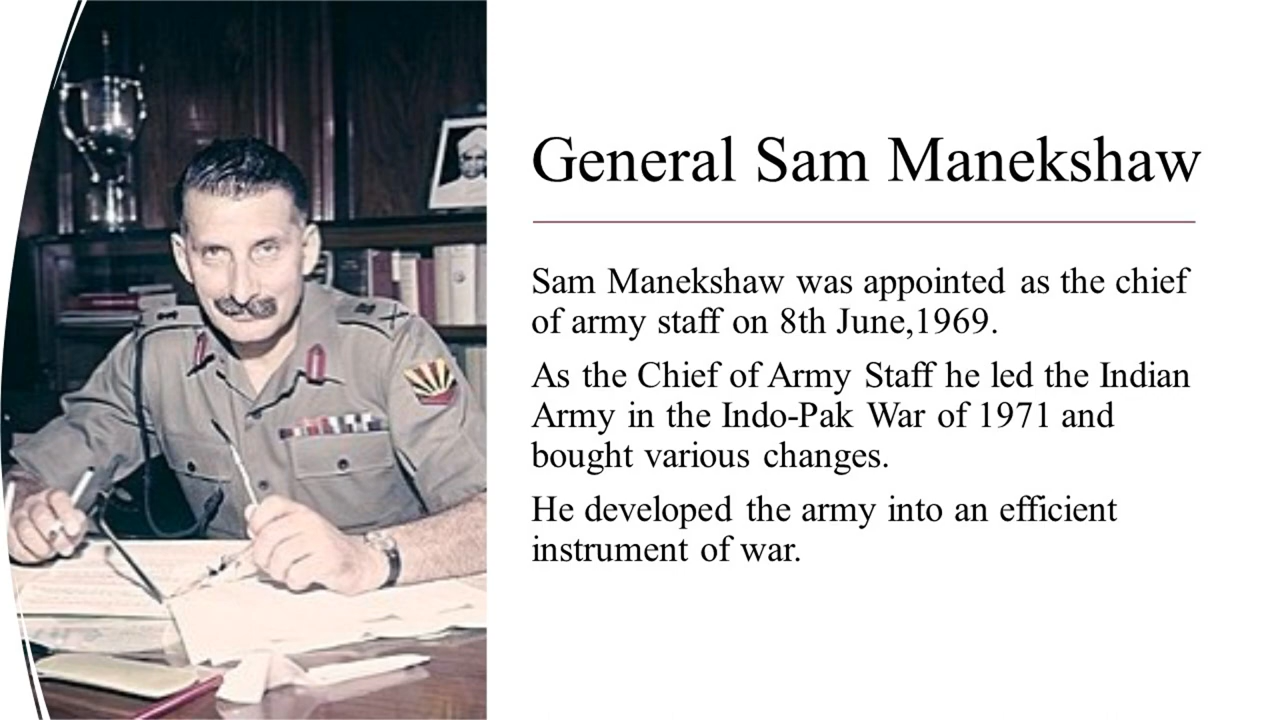 General Sam Manekshaw
Sam Manekshaw was appointed as the chief
of army staff on 8th June,1969.
As the Chief of Army Staff he led the Indian
Army in the Indo-Pak War of 1971 and
bought various changes.
He developed the army into an efficient
instrument of war.